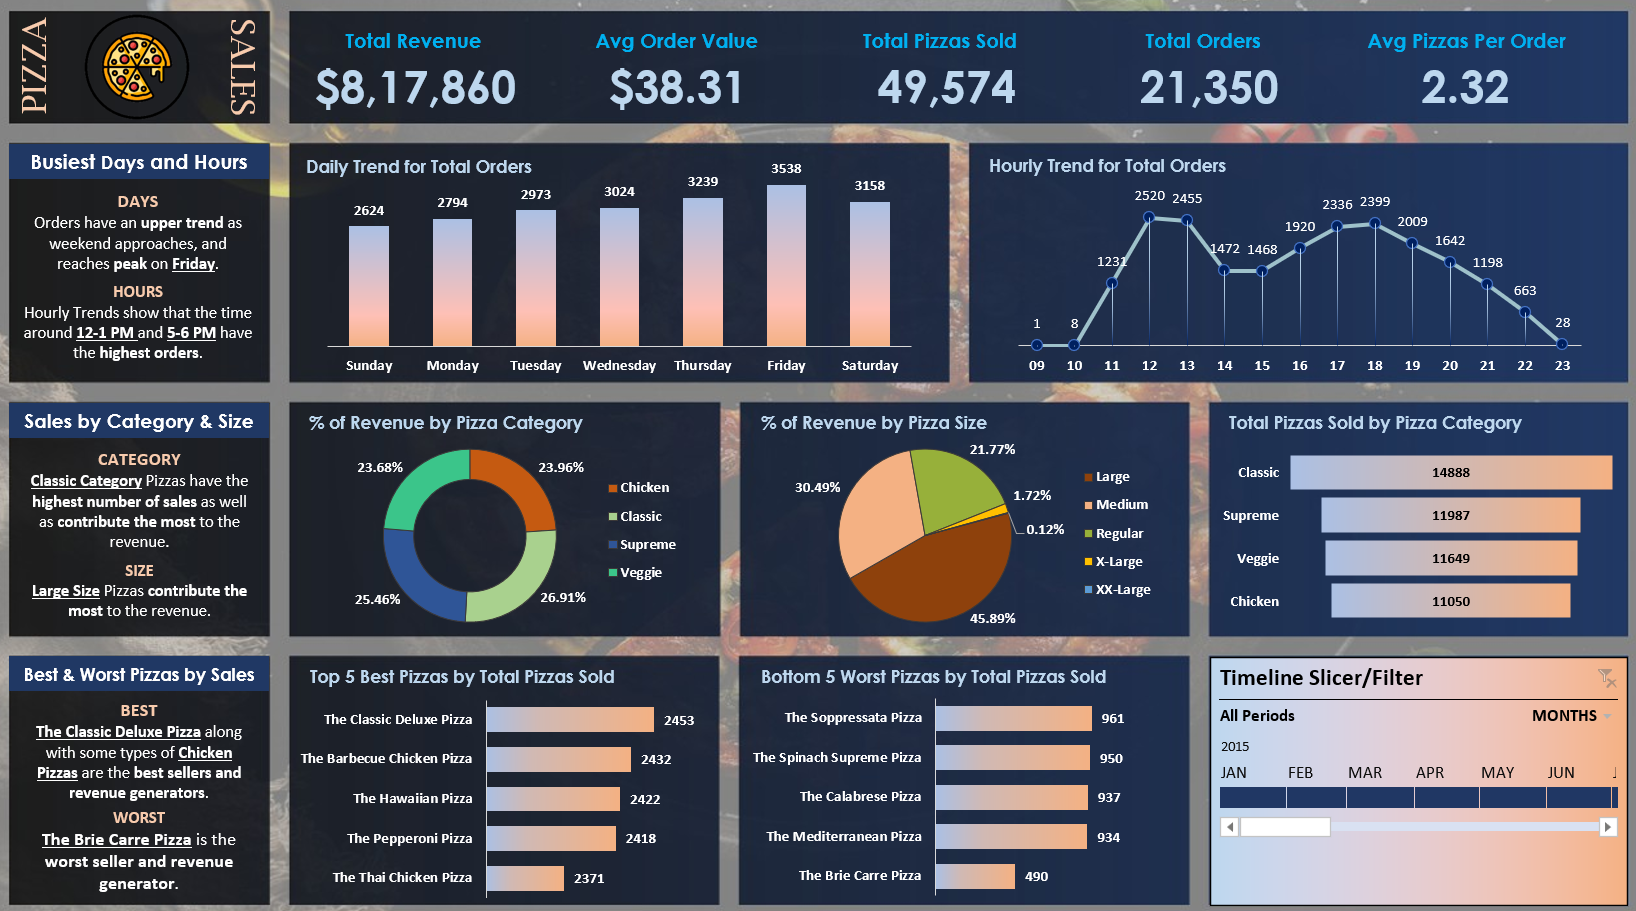 PIZZA
SALES
Total Revenue
$8,17,860
Avg Order Value
$38.31
Total Pizzas Sold
49,574
Total Orders
21,350
Avg Pizzas Per Order
2.32
Busiest Days and Hours
DAYS
Orders have an upper trend as
weekend approaches, and
reaches peak on Friday.
HOURS
Hourly Trends show that the time
around 12-1 PM and 5-6 PM have
the highest orders.
Daily Trend for Total Orders
2624
2794
2973
3024
3239
3538
3158
Sunday
Monday
Tuesday
Wednesday
Thursday
Friday
Saturday
Hourly Trend for Total Orders
1
8
1231
2520
2455
1472
1468
1920
2336
2399
2009
1642
1198
663
28
09
10
11
12
13
14
15
16
17
18
19
20
21
22
23
Sales by Category & Size
CATEGORY
Classic Category Pizzas have the
highest number of sales as well
as contribute the most to the
revenue.
SIZE
Large Size Pizzas contribute the
most to the revenue.
% of Revenue by Pizza Category
23.68%
23.96%
25.46%
26.91%
Chicken
Classic
Supreme
Veggie
% of Revenue by Pizza Size
21.77%
30.49%
1.72%
0.12%
45.89%
Large
Medium
Regular
X-Large
XX-Large
Total Pizzas Sold by Pizza Category
Classic 14888
Supreme 11987
Veggie 11649
Chicken 11050
Best & Worst Pizzas by Sales
BEST
The Classic Deluxe Pizza along
with some types of Chicken
Pizzas are the best sellers and
revenue generators.
WORST
The Brie Carre Pizza is the
worst seller and revenue
generator.
Top 5 Best Pizzas by Total Pizzas Sold
The Classic Deluxe Pizza 2453
The Barbecue Chicken Pizza 2432
The Hawaiian Pizza 2422
The Pepperoni Pizza 2418
The Thai Chicken Pizza 2371
Bottom 5 Worst Pizzas by Total Pizzas Sold
The Soppressata Pizza 961
The Spinach Supreme Pizza 950
The Calabrese Pizza 937
The Mediterranean Pizza 934
The Brie Carre Pizza 490
Timeline Slicer/Filter
All Periods
MONTHS
2015
JAN FEB MAR APR MAY JUN